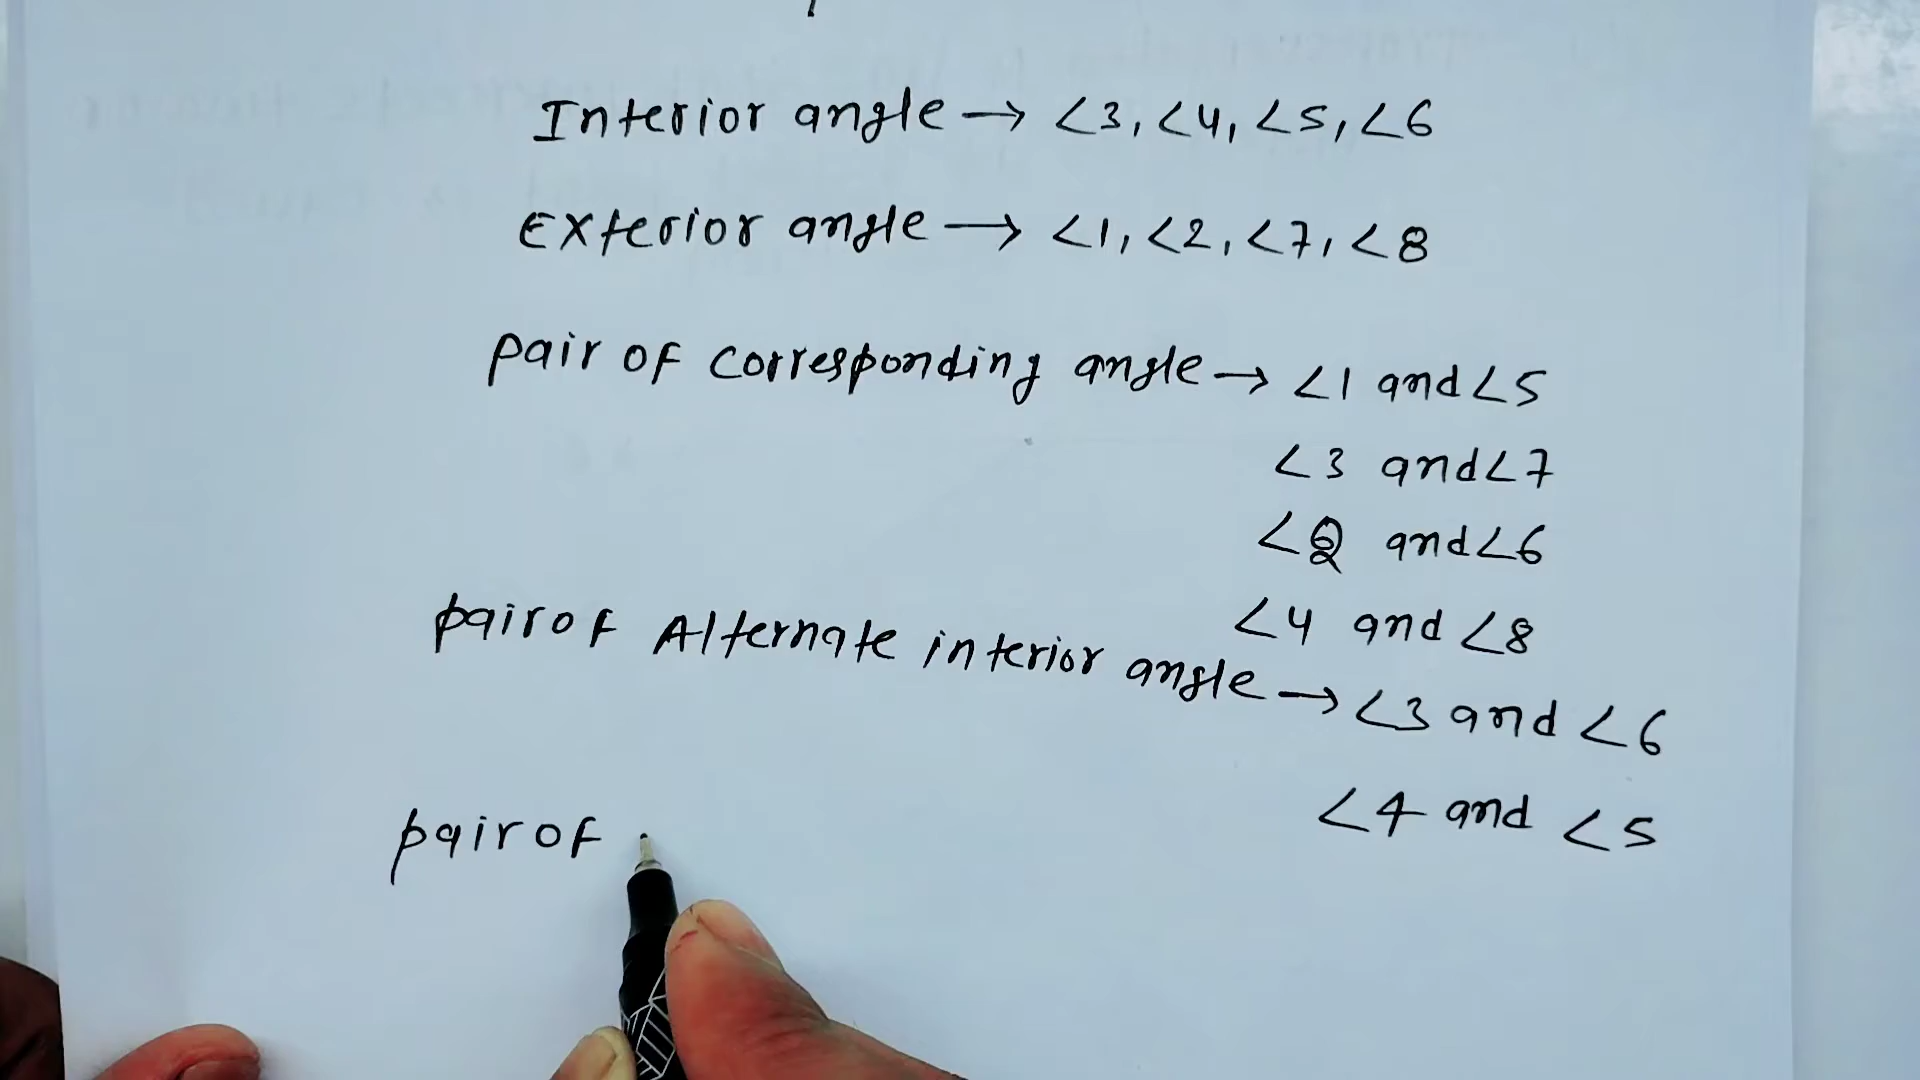 Interior angle → ∠3, ∠4, ∠5, ∠6
Exterior angle → ∠1, ∠2, ∠7, ∠8
pair of corresponding angle → ∠1 and ∠5
∠3 and ∠7
∠2 and ∠6
∠4 and ∠8
pair of Alternate interior angle → ∠3 and ∠6
∠4 and ∠5
pair of